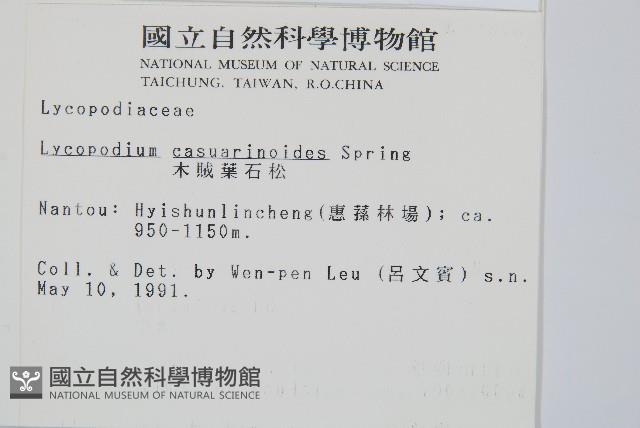 國立自然科學博物館
NATIONAL MUSEUM OF NATURAL SCIENCE
TAICHUNG. TAIWAN, R.O.CHINA
Lycopodiaceae
Lycopodium casuarinoides Spring
木賊葉石松
Nantou: Hyishunlincheng(惠蓀林場); ca.
950-1150m.
Coll. & Det. by Wen-pen Leu (呂文賓) s.n.
May 10, 1991.
國立自然科學博物館
NATIONAL MUSEUM OF NATURAL SCIENCE